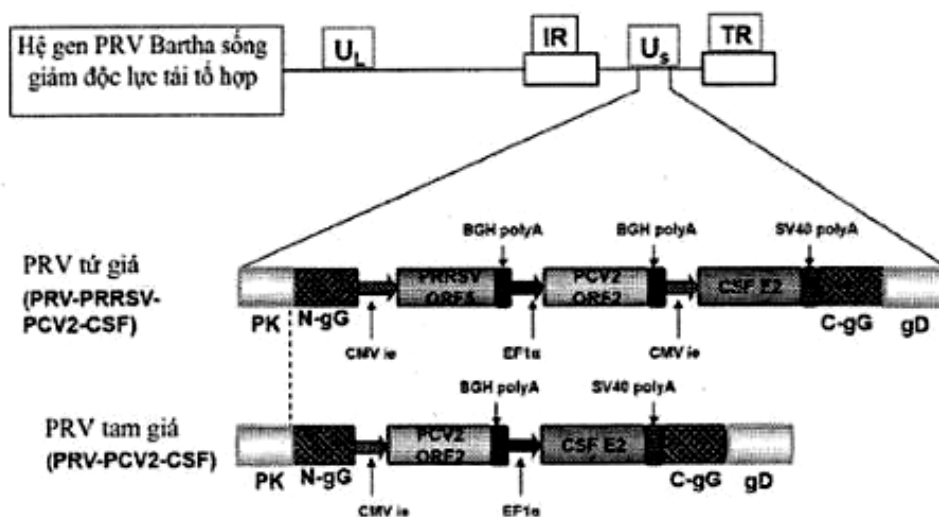 Hệ gen PRV Bartha sống
giảm độc lực tái tổ hợp
U_L
IR
U_S
TR
BGH polyA
BGH polyA
SV40 polyA
PRV tứ giá
(PRV-PRRSV-
PCV2-CSF)
PRRSV
ORF5
PCV2
ORF2
CSF E2
PK
N-gG
C-gG
gD
CMV ie
EF1α
CMV ie
BGH polyA
SV40 polyA
PRV tam giá
(PRV-PCV2-CSF)
PCV2
ORF2
CSF E2
PK
N-gG
C-gG
gD
CMV ie
EF1α